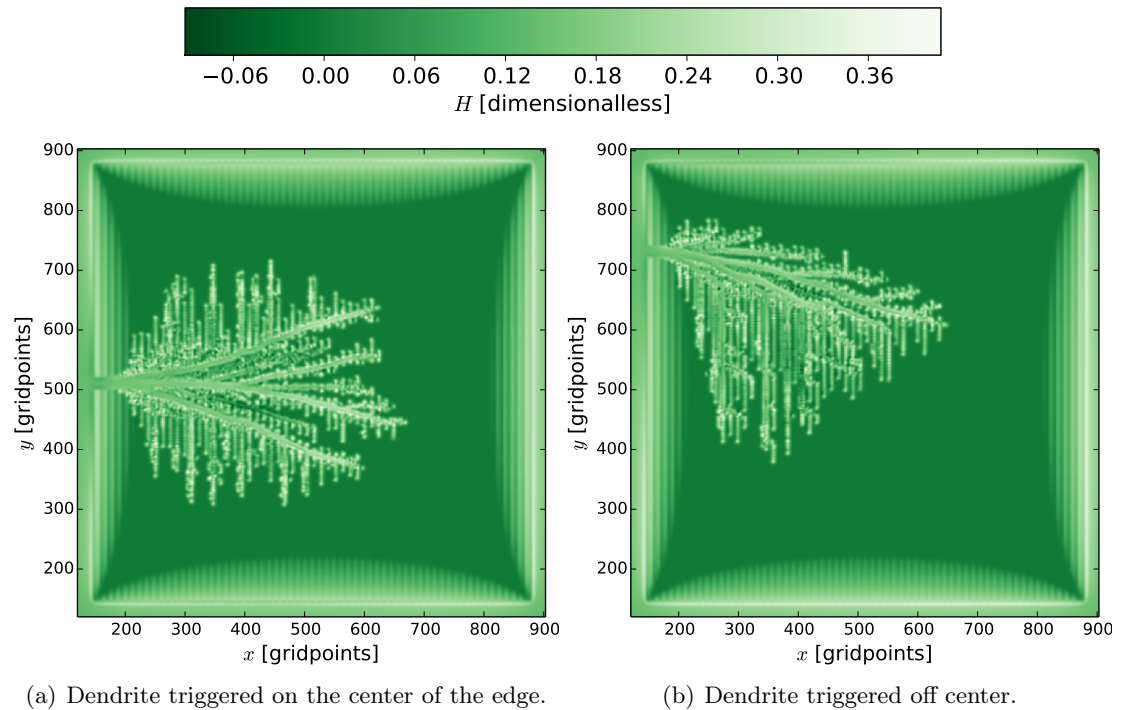 −0.06 0.00 0.06 0.12 0.18 0.24 0.30 0.36
H [dimensionalless]
900
800
700
600
500
400
300
200
y [gridpoints]
200 300 400 500 600 700 800 900
x [gridpoints]
(a) Dendrite triggered on the center of the edge.
900
800
700
600
500
400
300
200
y [gridpoints]
200 300 400 500 600 700 800 900
x [gridpoints]
(b) Dendrite triggered off center.